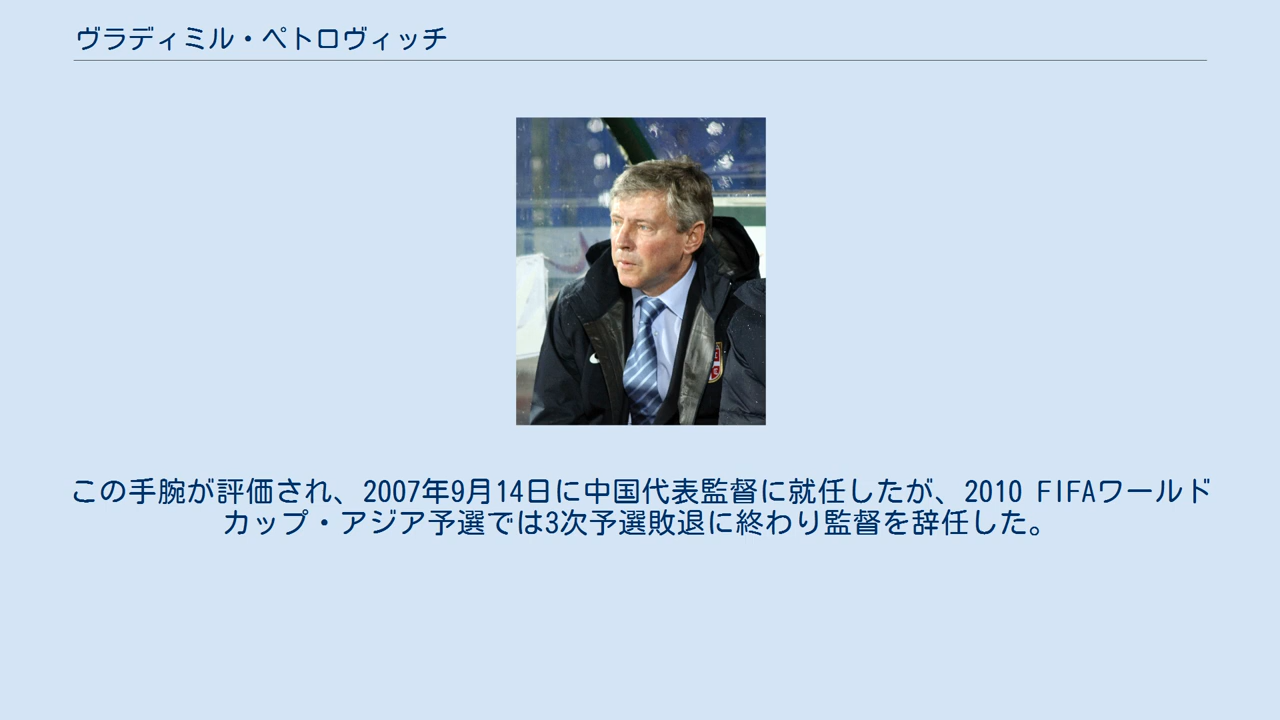 ヴラディミル・ペトロヴィッチ
この手腕が評価され、2007年9月14日に中国代表監督に就任したが、2010 FIFAワールド
カップ・アジア予選では3次予選敗退に終わり監督を辞任した。